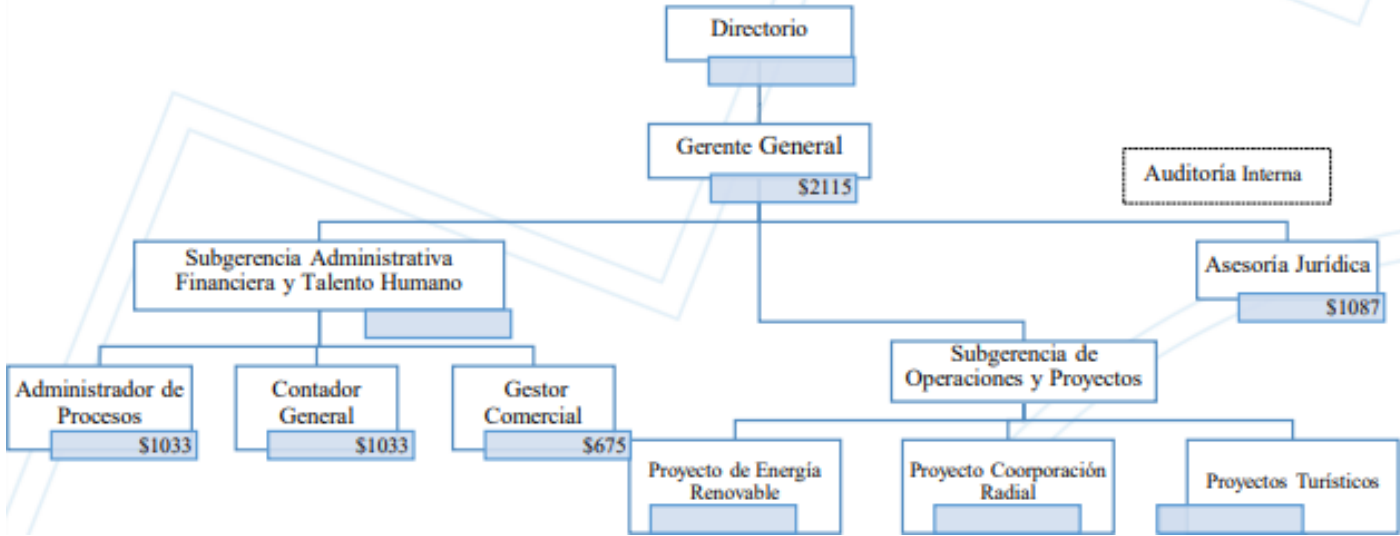 Directorio
Gerente General
$2115
Auditoría Interna
Subgerencia Administrativa
Financiera y Talento Humano
Asesoría Jurídica
$1087
Administrador de
Procesos
$1033
Contador
General
$1033
Gestor
Comercial
$675
Subgerencia de
Operaciones y Proyectos
Proyecto de Energía
Renovable
Proyecto Coorporación
Radial
Proyectos Turísticos